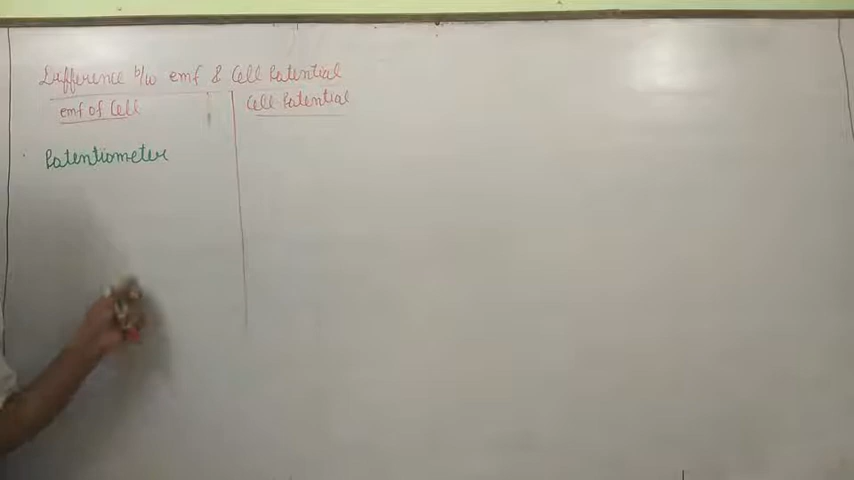 Difference b/w emf & Cell Potential
emf of Cell
Cell Potential
Potentiometer